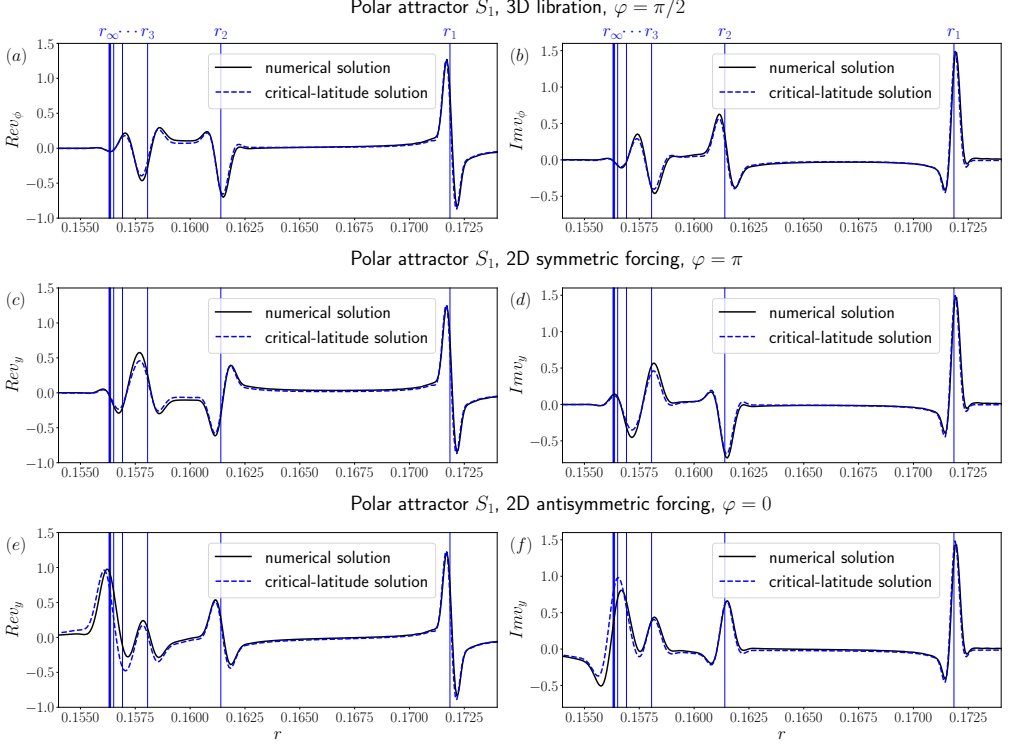 Polar attractor S₁, 3D libration, φ = π/2
r∞ ··· r₃ r₂ r₁
r∞ ··· r₃ r₂ r₁
(a)
Rev_ϕ
1.5
1.0
0.5
0.0
−0.5
−1.0
numerical solution
critical-latitude solution
0.1550 0.1575 0.1600 0.1625 0.1650 0.1675 0.1700 0.1725
(b)
Imv_ϕ
1.5
1.0
0.5
0.0
−0.5
numerical solution
critical-latitude solution
0.1550 0.1575 0.1600 0.1625 0.1650 0.1675 0.1700 0.1725
Polar attractor S₁, 2D symmetric forcing, φ = π
(c)
Rev_y
1.5
1.0
0.5
0.0
−0.5
−1.0
numerical solution
critical-latitude solution
0.1550 0.1575 0.1600 0.1625 0.1650 0.1675 0.1700 0.1725
(d)
Imv_y
1.5
1.0
0.5
0.0
−0.5
numerical solution
critical-latitude solution
0.1550 0.1575 0.1600 0.1625 0.1650 0.1675 0.1700 0.1725
Polar attractor S₁, 2D antisymmetric forcing, φ = 0
(e)
Rev_y
1.5
1.0
0.5
0.0
−0.5
−1.0
numerical solution
critical-latitude solution
0.1550 0.1575 0.1600 0.1625 0.1650 0.1675 0.1700 0.1725
r
(f)
Imv_y
1.5
1.0
0.5
0.0
−0.5
numerical solution
critical-latitude solution
0.1550 0.1575 0.1600 0.1625 0.1650 0.1675 0.1700 0.1725
r